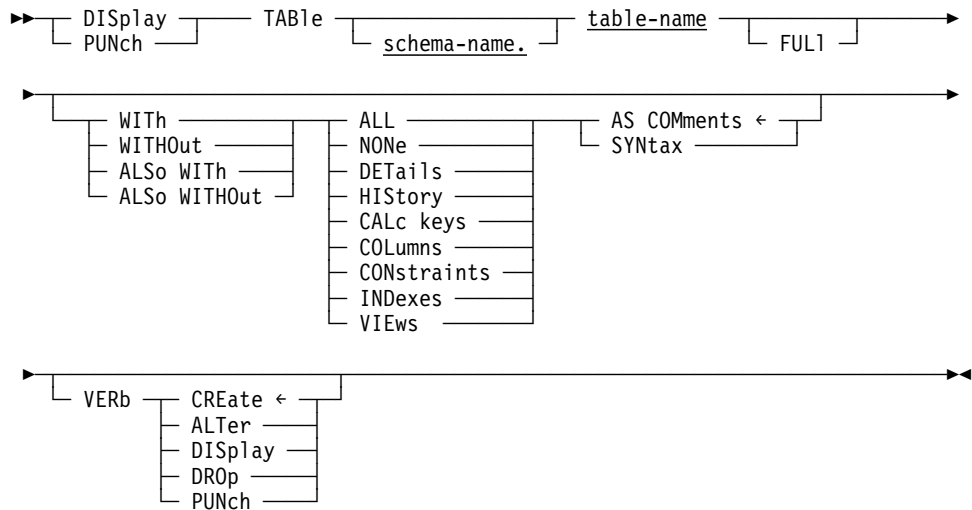 DISplay TABle table-name
PUNch schema-name. FULl
WITh ALL AS COMments ←
WITHOut NONe SYNtax
ALSo WITh DETails
ALSo WITHOut HIStory
CALc keys
COLumns
CONstraints
INDexes
VIEws
VERb CREate ←
ALTer
DISplay
DROp
PUNch